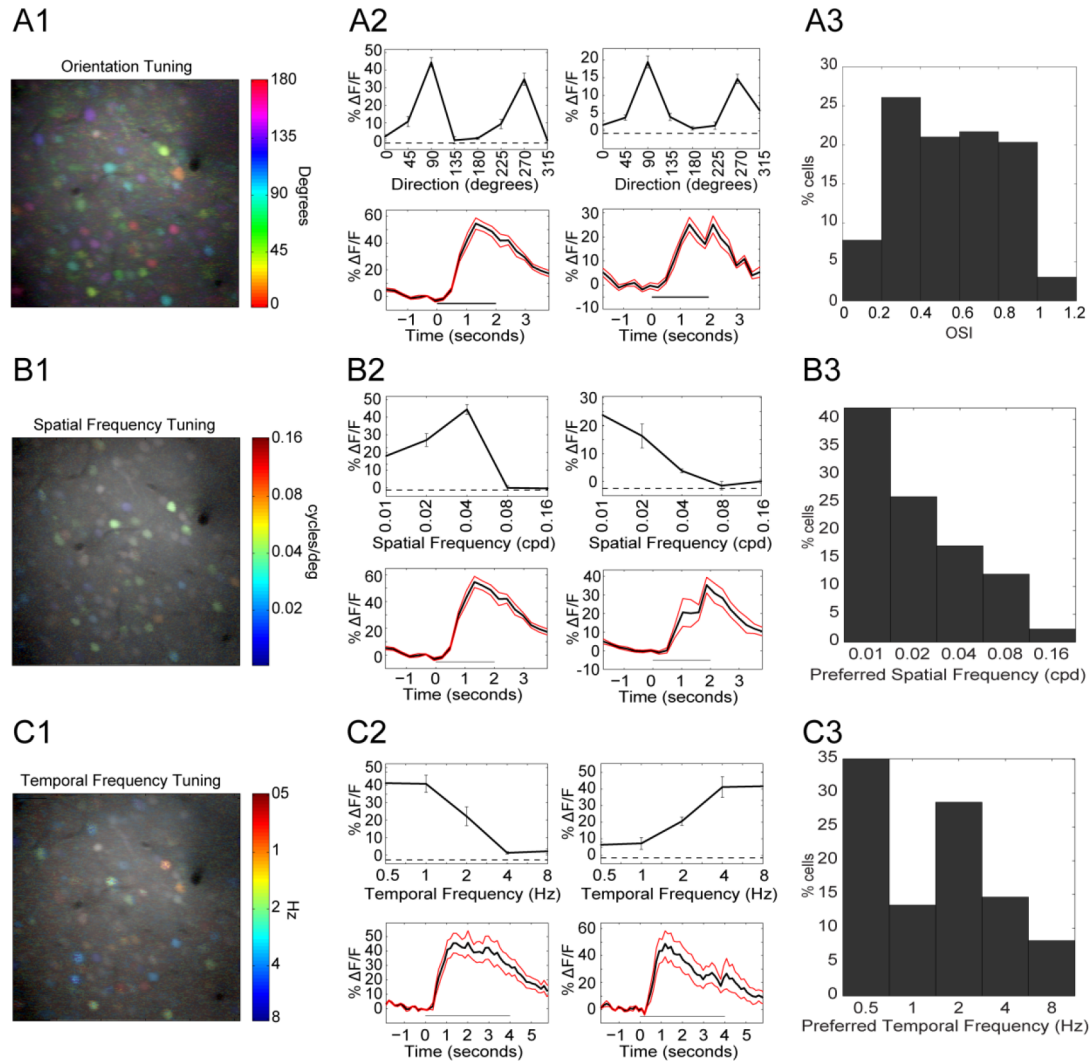 A1
Orientation Tuning
180
135
90
45
0
Degrees
A2
% ΔF/F
50
40
30
20
10
0
0 45 90 135 180 225 270 315
Direction (degrees)
% ΔF/F
20
15
10
5
0
0 45 90 135 180 225 270 315
Direction (degrees)
% ΔF/F
60
40
20
0
−1 0 1 2 3
Time (seconds)
% ΔF/F
30
20
10
0
-10
−1 0 1 2 3
Time (seconds)
A3
% cells
30
25
20
15
10
5
0
0 0.2 0.4 0.6 0.8 1 1.2
OSI
B1
Spatial Frequency Tuning
0.16
0.08
0.04
0.02
cycles/deg
B2
% ΔF/F
50
40
30
20
10
0
0.01 0.02 0.04 0.08 0.16
Spatial Frequency (cpd)
% ΔF/F
30
20
10
0
0.01 0.02 0.04 0.08 0.16
Spatial Frequency (cpd)
% ΔF/F
60
40
20
0
−1 0 1 2 3
Time (seconds)
% ΔF/F
40
30
20
10
0
-10
−1 0 1 2 3
Time (seconds)
B3
% cells
40
35
30
25
20
15
10
5
0
0.01 0.02 0.04 0.08 0.16
Preferred Spatial Frequency (cpd)
C1
Temporal Frequency Tuning
05
1
2
4
8
Hz
C2
% ΔF/F
50
40
30
20
10
0
0.5 1 2 4 8
Temporal Frequency (Hz)
% ΔF/F
50
40
30
20
10
0
0.5 1 2 4 8
Temporal Frequency (Hz)
% ΔF/F
50
40
30
20
10
0
−1 0 1 2 3 4 5
Time (seconds)
% ΔF/F
60
50
40
30
20
10
0
−1 0 1 2 3 4 5
Time (seconds)
C3
% cells
35
30
25
20
15
10
5
0
0.5 1 2 4 8
Preferred Temporal Frequency (Hz)